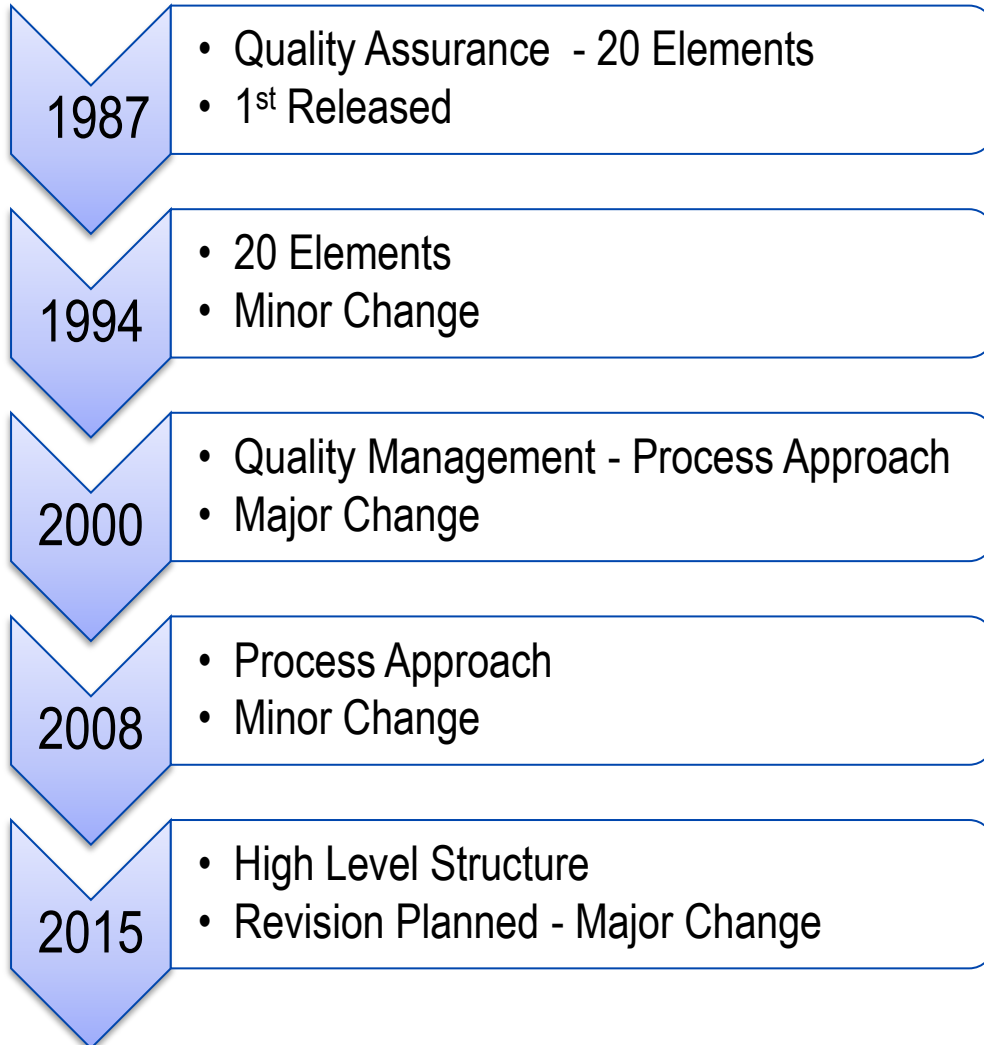 1987
• Quality Assurance - 20 Elements
• 1st Released
1994
• 20 Elements
• Minor Change
2000
• Quality Management - Process Approach
• Major Change
2008
• Process Approach
• Minor Change
2015
• High Level Structure
• Revision Planned - Major Change